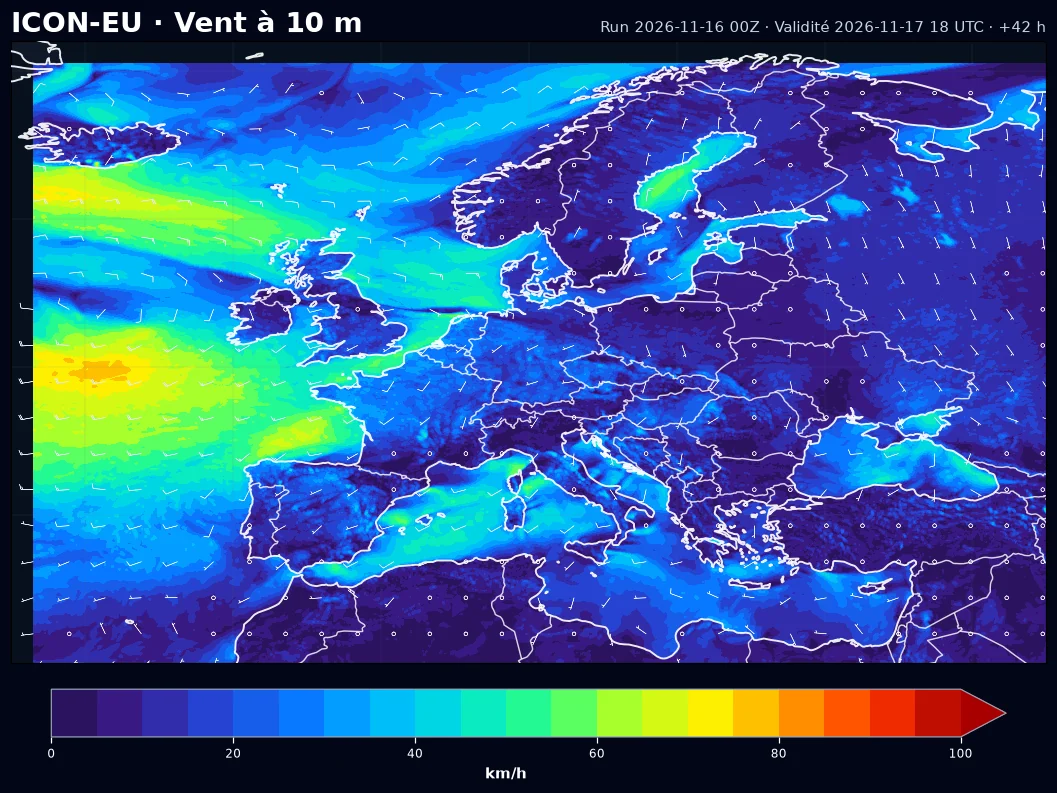 ICON-EU · Vent à 10 m
Run 2026-11-16 00Z · Validité 2026-11-17 18 UTC · +42 h
0 20 40 60 80 100
km/h